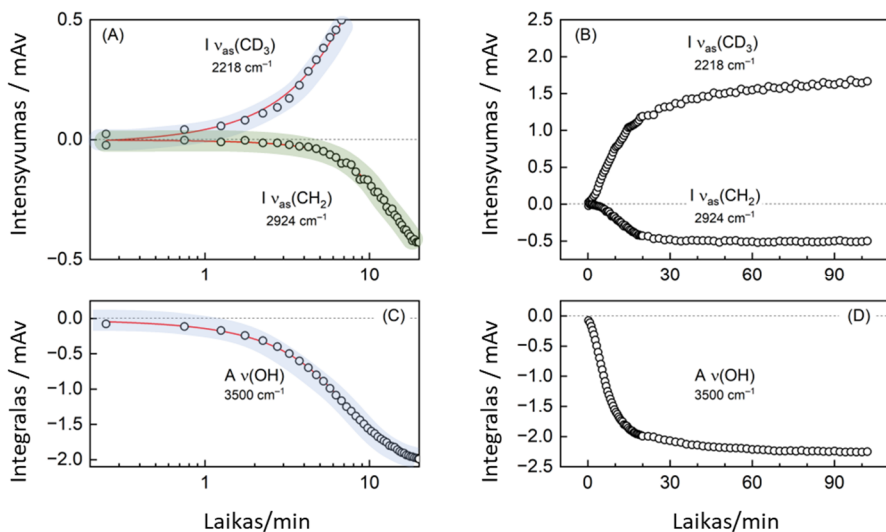 (A)
I νas(CD3)
2218 cm−1
I νas(CH2)
2924 cm−1
Intensyvumas / mAv
0.5
0.0
−0.5
1
10
(B)
I νas(CD3)
2218 cm−1
I νas(CH2)
2924 cm−1
Intensyvumas / mAv
2.5
2.0
1.5
1.0
0.5
0.0
−0.5
−1.0
0
30
60
90
(C)
A ν(OH)
3500 cm−1
Integralas / mAv
0.0
−0.5
−1.0
−1.5
−2.0
1
10
Laikas/min
(D)
A ν(OH)
3500 cm−1
Integralas / mAv
0.0
−0.5
−1.0
−1.5
−2.0
−2.5
0
30
60
90
Laikas/min